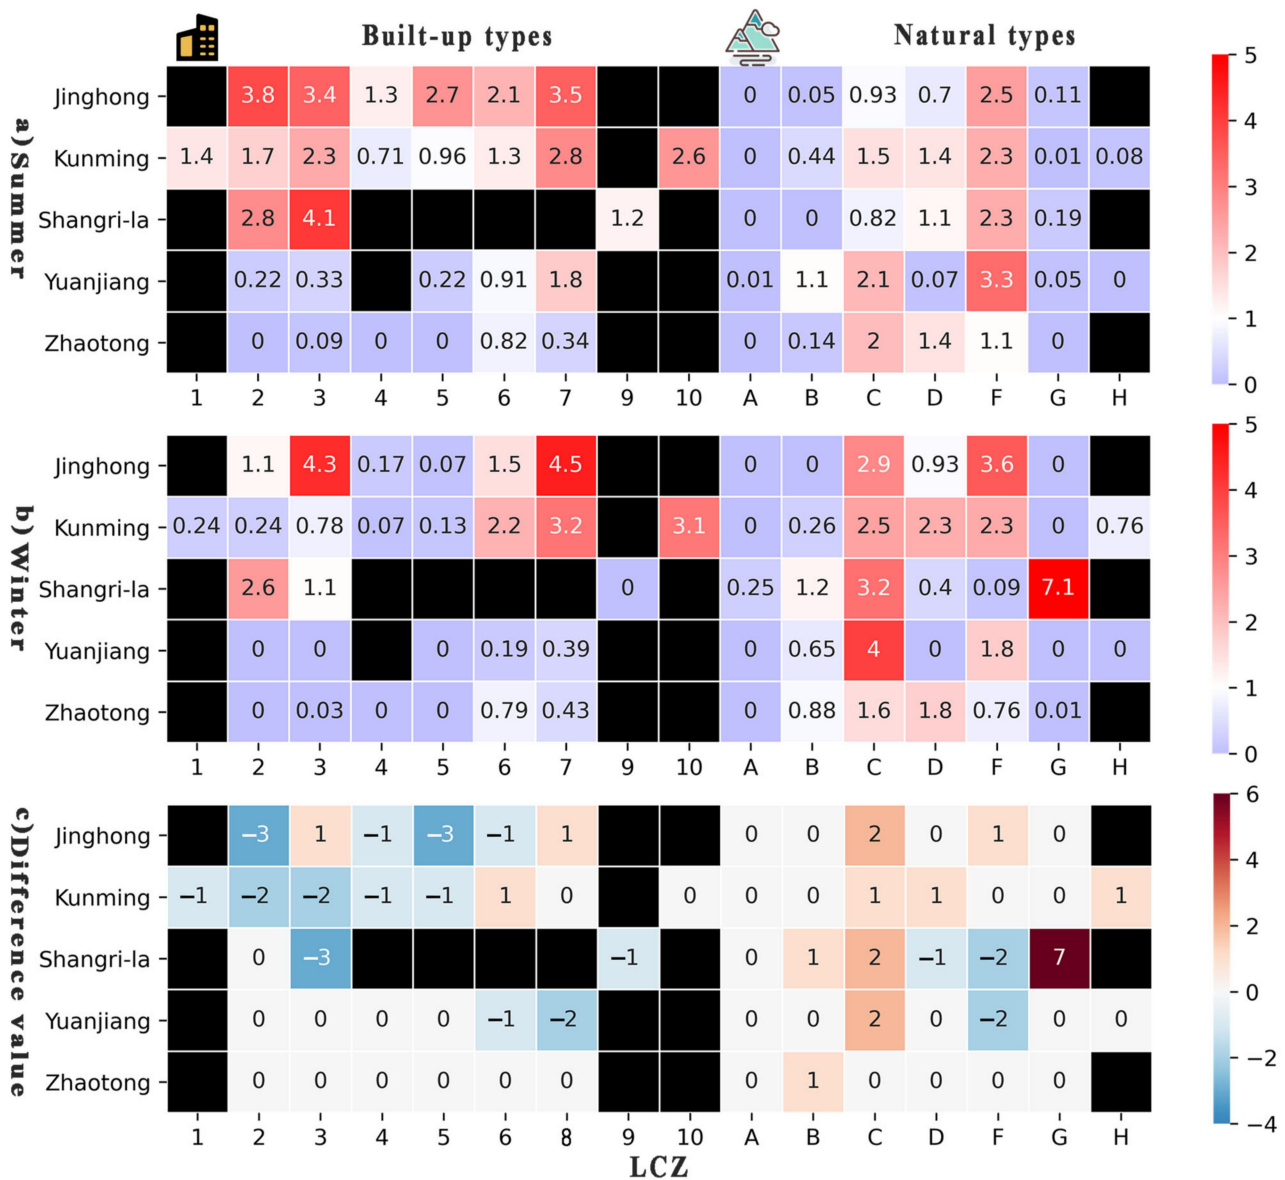 Built-up types Natural types
a)Summer
Jinghong 3.8 3.4 1.3 2.7 2.1 3.5 0 0.05 0.93 0.7 2.5 0.11
Kunming 1.4 1.7 2.3 0.71 0.96 1.3 2.8 2.6 0 0.44 1.5 1.4 2.3 0.01 0.08
Shangri-la 2.8 4.1 1.2 0 0 0.82 1.1 2.3 0.19
Yuanjiang 0.22 0.33 0.22 0.91 1.8 0.01 1.1 2.1 0.07 3.3 0.05 0
Zhaotong 0 0.09 0 0 0.82 0.34 0 0.14 2 1.4 1.1 0
1 2 3 4 5 6 7 9 10 A B C D F G H
5
4
3
2
1
0
b)Winter
Jinghong 1.1 4.3 0.17 0.07 1.5 4.5 0 0 2.9 0.93 3.6 0
Kunming 0.24 0.24 0.78 0.07 0.13 2.2 3.2 3.1 0 0.26 2.5 2.3 2.3 0 0.76
Shangri-la 2.6 1.1 0 0.25 1.2 3.2 0.4 0.09 7.1
Yuanjiang 0 0 0 0.19 0.39 0 0.65 4 0 1.8 0 0
Zhaotong 0 0.03 0 0 0.79 0.43 0 0.88 1.6 1.8 0.76 0.01
1 2 3 4 5 6 7 9 10 A B C D F G H
5
4
3
2
1
0
c)Difference value
Jinghong −3 1 −1 −3 −1 1 0 0 2 0 1 0
Kunming −1 −2 −2 −1 −1 1 0 0 0 0 1 1 0 0 1
Shangri-la 0 −3 −1 0 1 2 −1 −2 7
Yuanjiang 0 0 0 0 −1 −2 0 0 2 0 −2 0 0
Zhaotong 0 0 0 0 0 0 0 1 0 0 0 0
1 2 3 4 5 6 8 9 10 A B C D F G H
6
4
2
0
−2
−4
LCZ